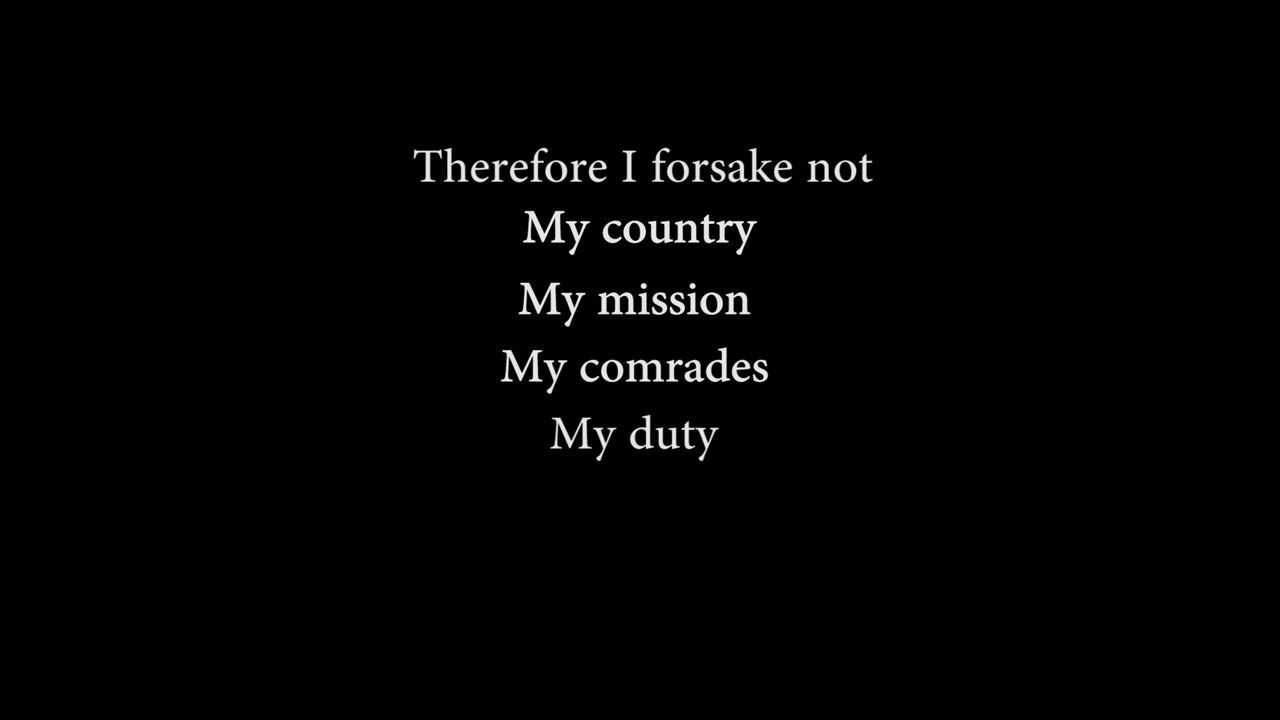 Therefore I forsake not
My country
My mission
My comrades
My duty